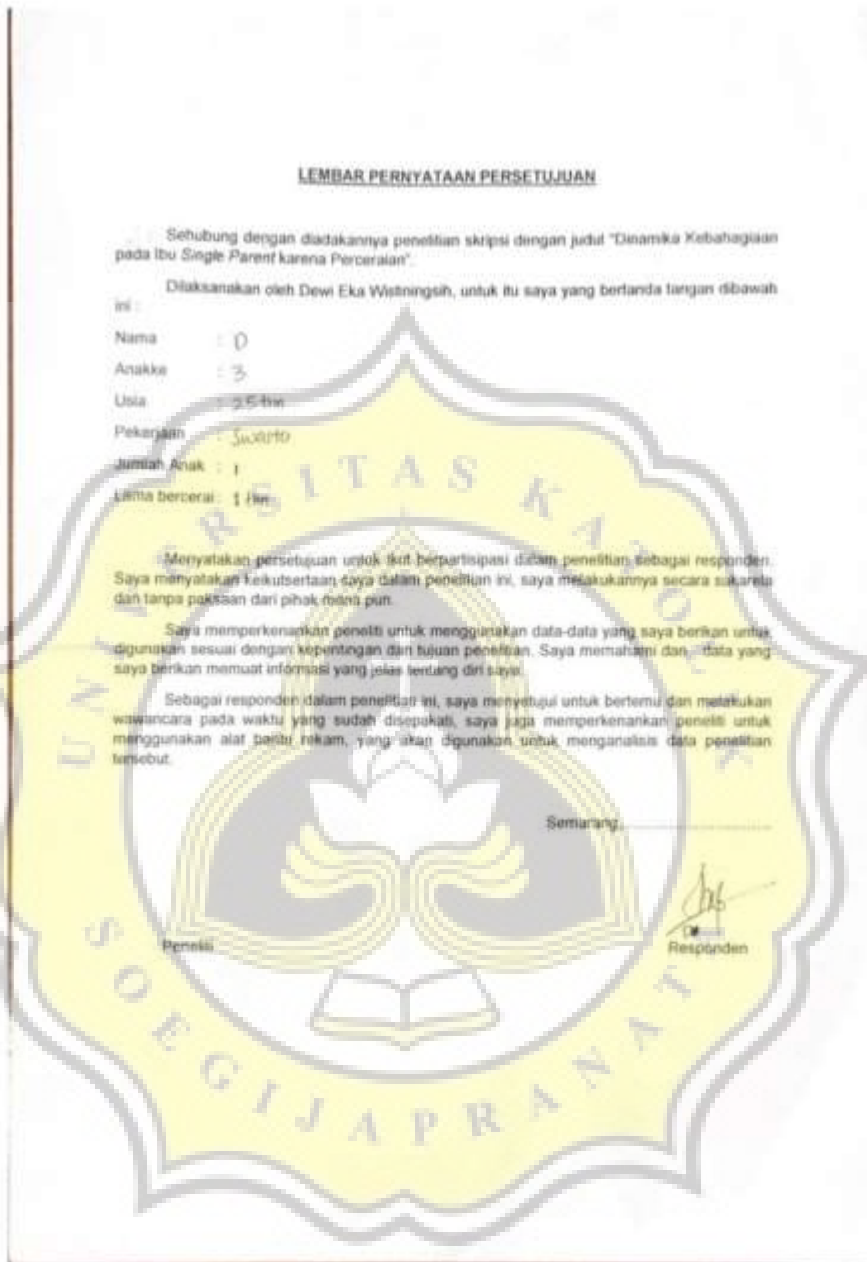 LEMBAR PERNYATAAN PERSETUJUAN
Sehubung dengan diadakannya penelitian skripsi dengan judul "Dinamika Kebahagiaan
pada Ibu Single Parent karena Perceraian".
Dilaksanakan oleh Dewi Eka Wistiningsih, untuk itu saya yang bertanda tangan dibawah
ini :
Nama : D
Anakke : 3
Usia : 25 thn
Pekerjaan : Swasta
Jumlah Anak : 1
Lama bercerai : 1 thn
Menyatakan persetujuan untuk ikut berpartisipasi dalam penelitian sebagai responden.
Saya menyatakan keikutsertaan saya dalam penelitian ini, saya melakukannya secara sukarela
dan tanpa paksaan dari pihak mana pun.
Saya memperkenankan peneliti untuk menggunakan data-data yang saya berikan untuk
digunakan sesuai dengan kepentingan dan tujuan penelitian. Saya memahami dan, data yang
saya berikan memuat informasi yang jelas tentang diri saya.
Sebagai responden dalam penelitian ini, saya menyetujui untuk bertemu dan melakukan
wawancara pada waktu yang sudah disepakati, saya juga memperkenankan peneliti untuk
menggunakan alat bantu rekam, yang akan digunakan untuk menganalisis data penelitian
tersebut.
Semarang,
Peneliti Responden
UNIVERSITAS KATOLIK
SOEGIJAPRANATA